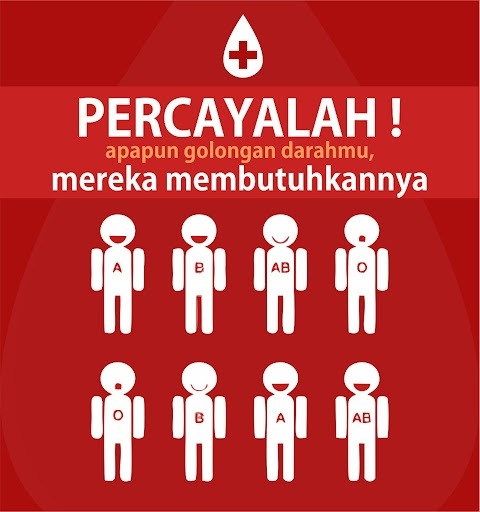 PERCAYALAH !
apapun golongan darahmu,
mereka membutuhkannya
A B AB O
O B A AB